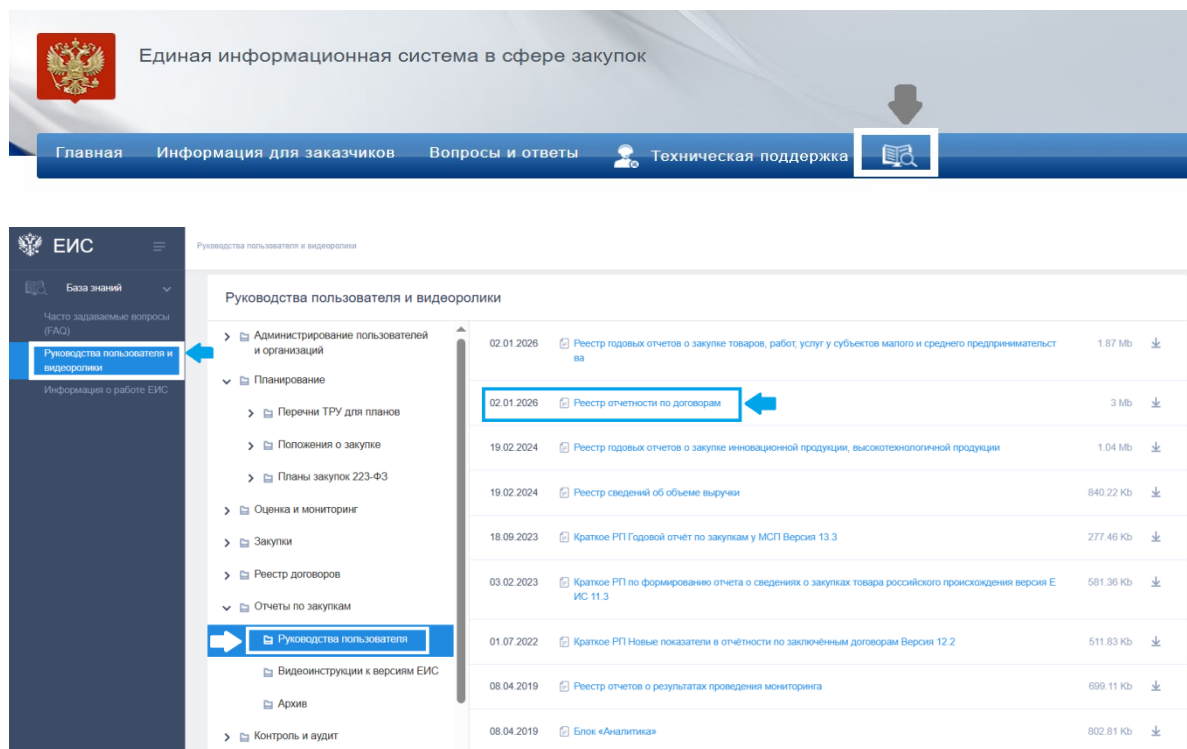 Единая информационная система в сфере закупок
Главная Информация для заказчиков Вопросы и ответы Техническая поддержка
ЕИС
Руководства пользователя и видеоролики
База знаний
Часто задаваемые вопросы
(FAQ)
Руководства пользователя и
видеоролики
Информация о работе ЕИС
Руководства пользователя и видеоролики
Администрирование пользователей
и организаций
Планирование
Перечни ТРУ для планов
Положения о закупке
Планы закупок 223-ФЗ
Оценка и мониторинг
Закупки
Реестр договоров
Отчеты по закупкам
Руководства пользователя
Видеоинструкции к версиям ЕИС
Архив
Контроль и аудит
02.01.2026 Реестр годовых отчетов о закупке товаров, работ, услуг у субъектов малого и среднего предпринимательст 1.87 Mb
ва
02.01.2026 Реестр отчетности по договорам 3 Mb
19.02.2024 Реестр годовых отчетов о закупке инновационной продукции, высокотехнологичной продукции 1.04 Mb
19.02.2024 Реестр сведений об объеме выручки 840.22 Kb
18.09.2023 Краткое РП Годовой отчёт по закупкам у МСП Версия 13.3 277.46 Kb
03.02.2023 Краткое РП по формированию отчета о сведениях о закупках товара российского происхождения версия Е 581.36 Kb
ИС 11.3
01.07.2022 Краткое РП Новые показатели в отчётности по заключённым договорам Версия 12.2 511.83 Kb
08.04.2019 Реестр отчетов о результатах проведения мониторинга 699.11 Kb
08.04.2019 Блок «Аналитика» 802.81 Kb